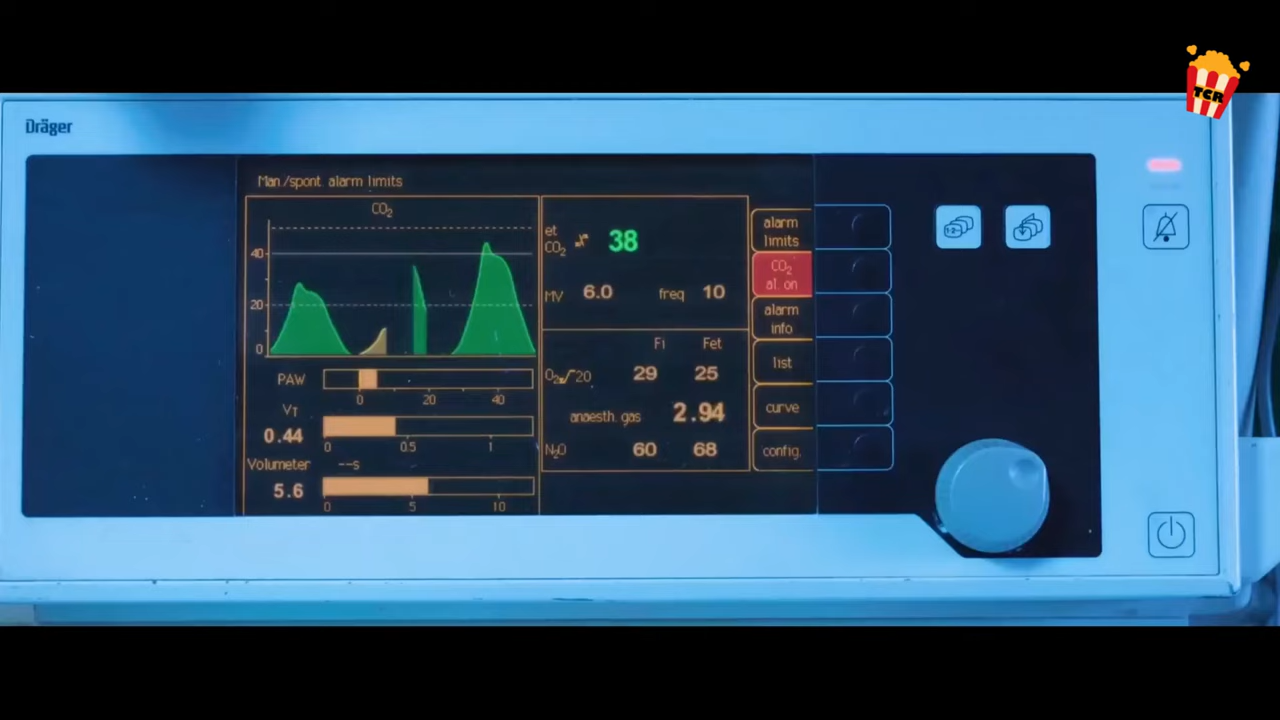 TCR
Dräger
Man./spont. alarm limits
CO₂
40
20
0
PAW
0 20 40
VT
0.44
0 0.5 1
Volumeter --s
5.6
0 5 10
et
CO₂ 38
MV 6.0 freq 10
Fi Fet
O₂ 20 29 25
anaesth. gas 2.94
N₂O 60 68
alarm
limits
CO₂
al. on
alarm
info
list
curve
config.